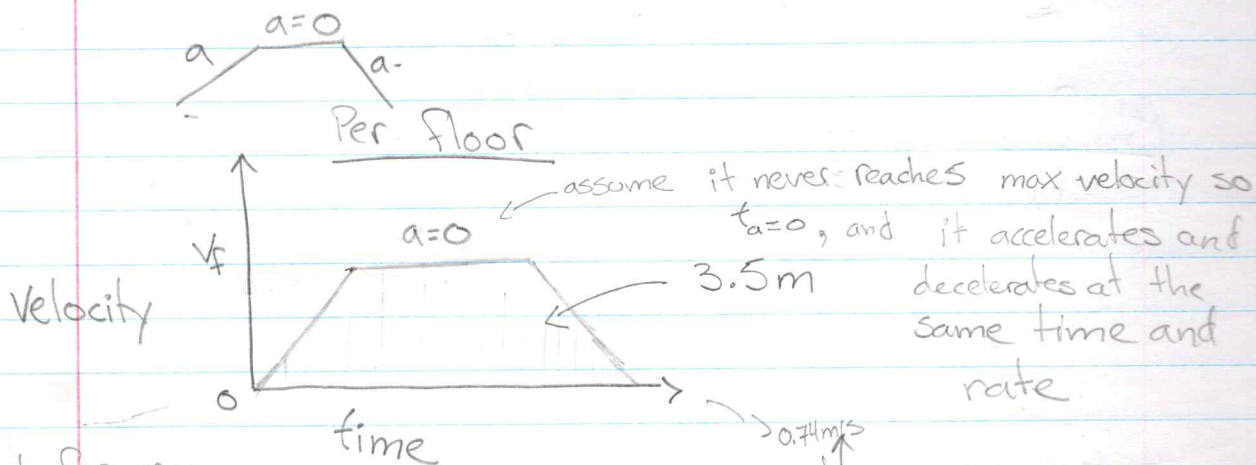 a=0
a
a-
Per floor
assume it never reaches max velocity so
ta=0, and it accelerates and
a=0
Vf
3.5m
decelerates at the
Velocity
same time and
rate
0
time
0.74m/s